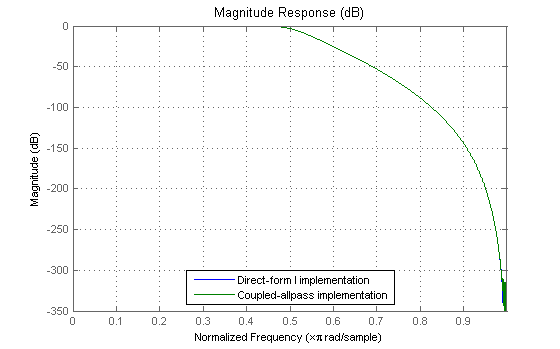 Magnitude Response (dB)
0
-50
-100
-150
-200
-250
-300
-350
Magnitude (dB)
Direct-form I implementation
Coupled-allpass implementation
0 0.1 0.2 0.3 0.4 0.5 0.6 0.7 0.8 0.9
Normalized Frequency (×π rad/sample)